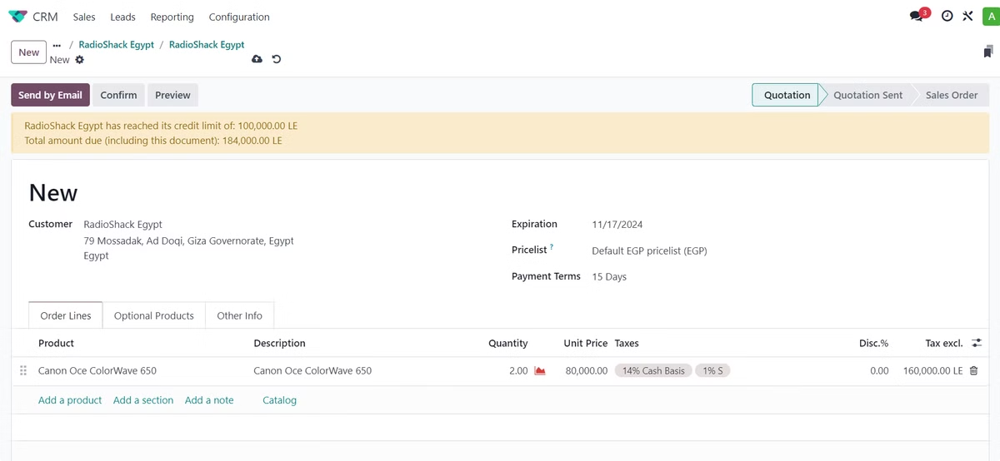 CRM Sales Leads Reporting Configuration 3 A
New ... / RadioShack Egypt / RadioShack Egypt
New
Send by Email Confirm Preview Quotation Quotation Sent Sales Order
RadioShack Egypt has reached its credit limit of: 100,000.00 LE
Total amount due (including this document): 184,000.00 LE
New
Customer RadioShack Egypt Expiration 11/17/2024
79 Mossadak, Ad Doqi, Giza Governorate, Egypt
Egypt Pricelist ? Default EGP pricelist (EGP)
Payment Terms 15 Days
Order Lines Optional Products Other Info
Product Description Quantity Unit Price Taxes Disc.% Tax excl.
Canon Oce ColorWave 650 Canon Oce ColorWave 650 2.00 80,000.00 14% Cash Basis 1% S 0.00 160,000.00 LE
Add a product Add a section Add a note Catalog